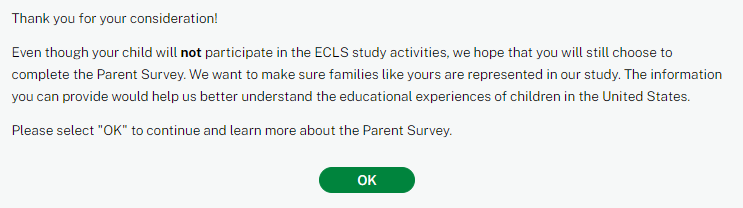 Thank you for your consideration!
Even though your child will not participate in the ECLS study activities, we hope that you will still choose to
complete the Parent Survey. We want to make sure families like yours are represented in our study. The information
you can provide would help us better understand the educational experiences of children in the United States.
Please select "OK" to continue and learn more about the Parent Survey.
OK